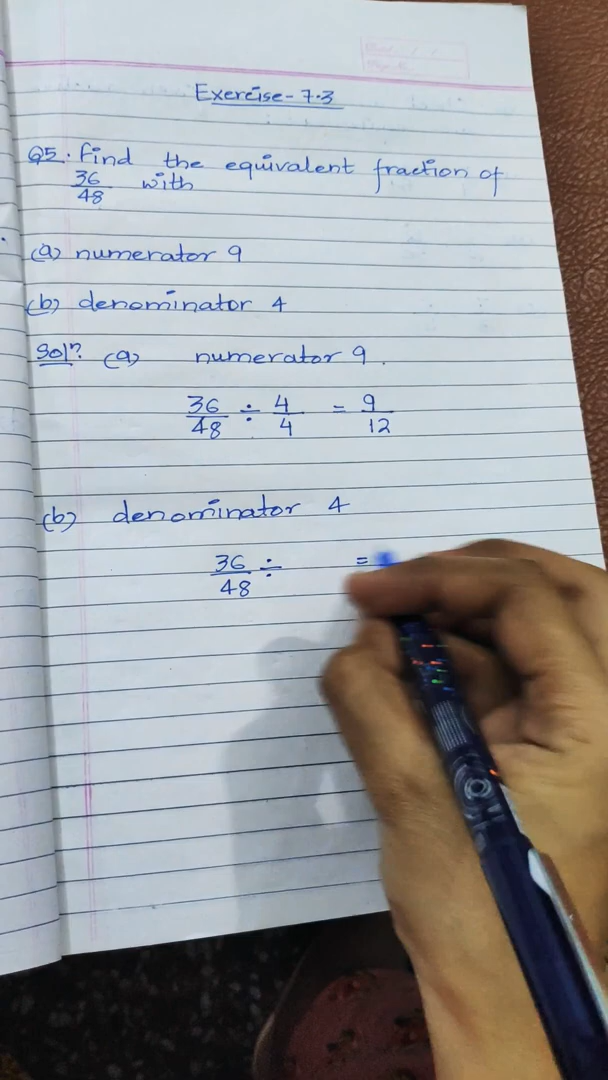 Exercise - 7.3
Q5. Find the equivalent fraction of
36/48 with
(a) numerator 9
(b) denominator 4
Solⁿ. (a) numerator 9.
36/48 ÷ 4/4 = 9/12
(b) denominator 4
36/48 ÷ =